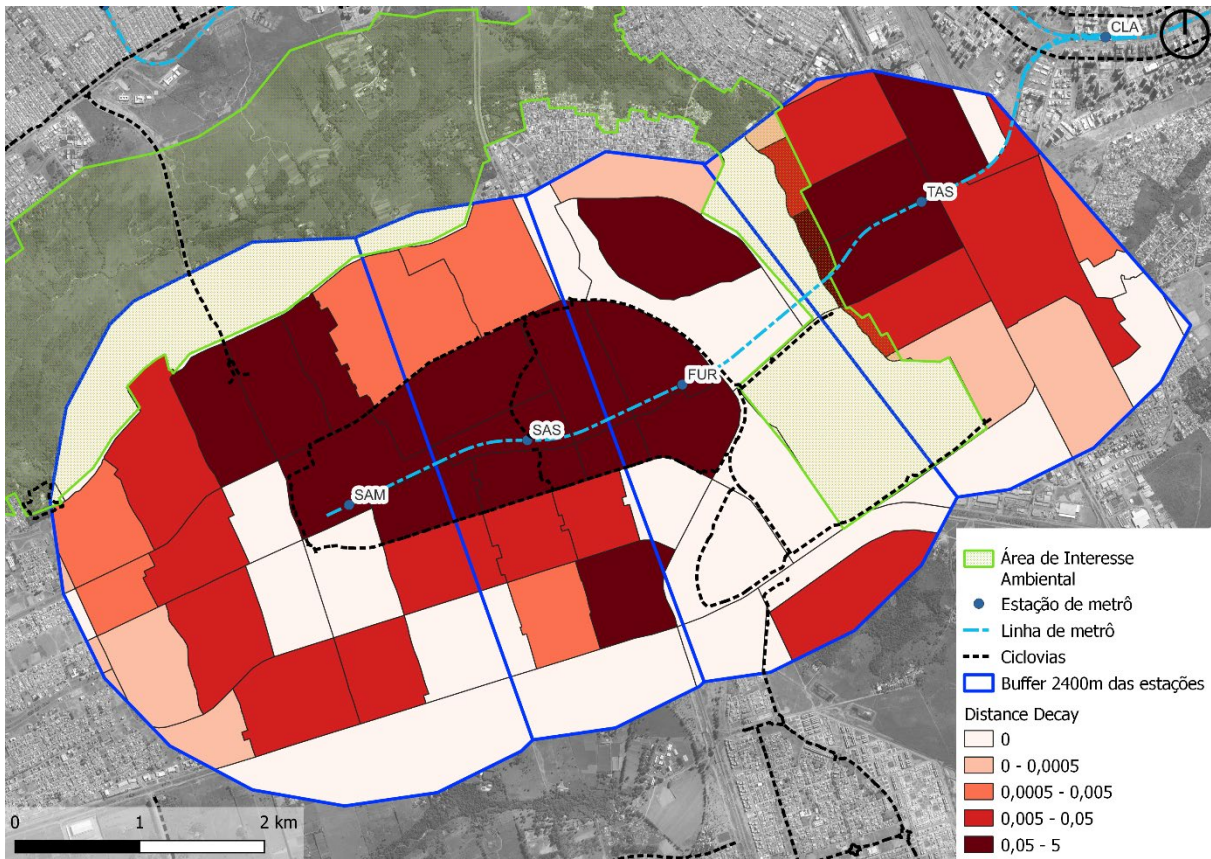 CLA
TAS
FUR
SAS
SAM
Área de Interesse
Ambiental
Estação de metrô
Linha de metrô
Ciclovias
Buffer 2400m das estações
Distance Decay
0
0 - 0,0005
0,0005 - 0,005
0,005 - 0,05
0,05 - 5
0 1 2 km